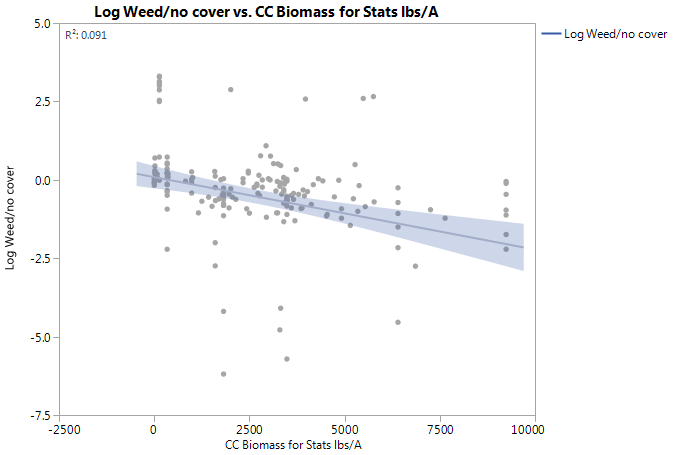 Log Weed/no cover vs. CC Biomass for Stats lbs/A
R²: 0.091
Log Weed/no cover
5.0
2.5
0.0
-2.5
-5.0
-7.5
Log Weed/no cover
-2500 0 2500 5000 7500 10000
CC Biomass for Stats lbs/A